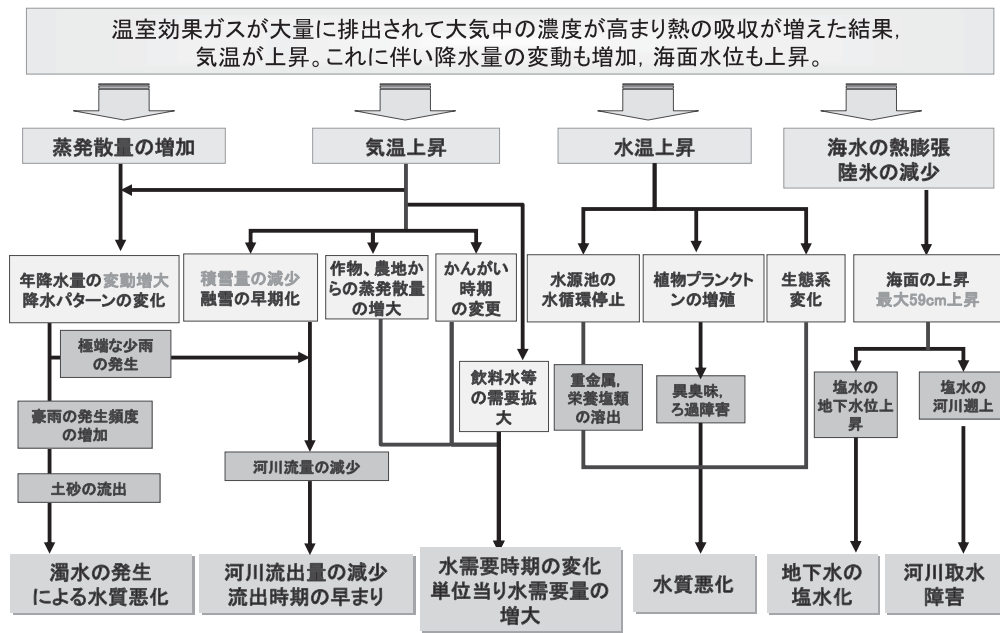 温室効果ガスが大量に排出されて大気中の濃度が高まり熱の吸収が増えた結果,
気温が上昇。これに伴い降水量の変動も増加, 海面水位も上昇。
蒸発散量の増加
気温上昇
水温上昇
海水の熱膨張
陸氷の減少
年降水量の変動増大
降水パターンの変化
積雪量の減少
融雪の早期化
作物、農地か
らの蒸発散量
の増大
かんがい
時期
の変更
水源池の
水循環停止
植物プランクト
ンの増殖
生態系
変化
海面の上昇
最大59cm上昇
極端な少雨
の発生
飲料水等
の需要拡
大
重金属,
栄養塩類
の溶出
異臭味,
ろ過障害
塩水の
地下水位上
昇
塩水の
河川遡上
豪雨の発生頻度
の増加
河川流量の減少
土砂の流出
濁水の発生
による水質悪化
河川流出量の減少
流出時期の早まり
水需要時期の変化
単位当り水需要量の
増大
水質悪化
地下水の
塩水化
河川取水
障害